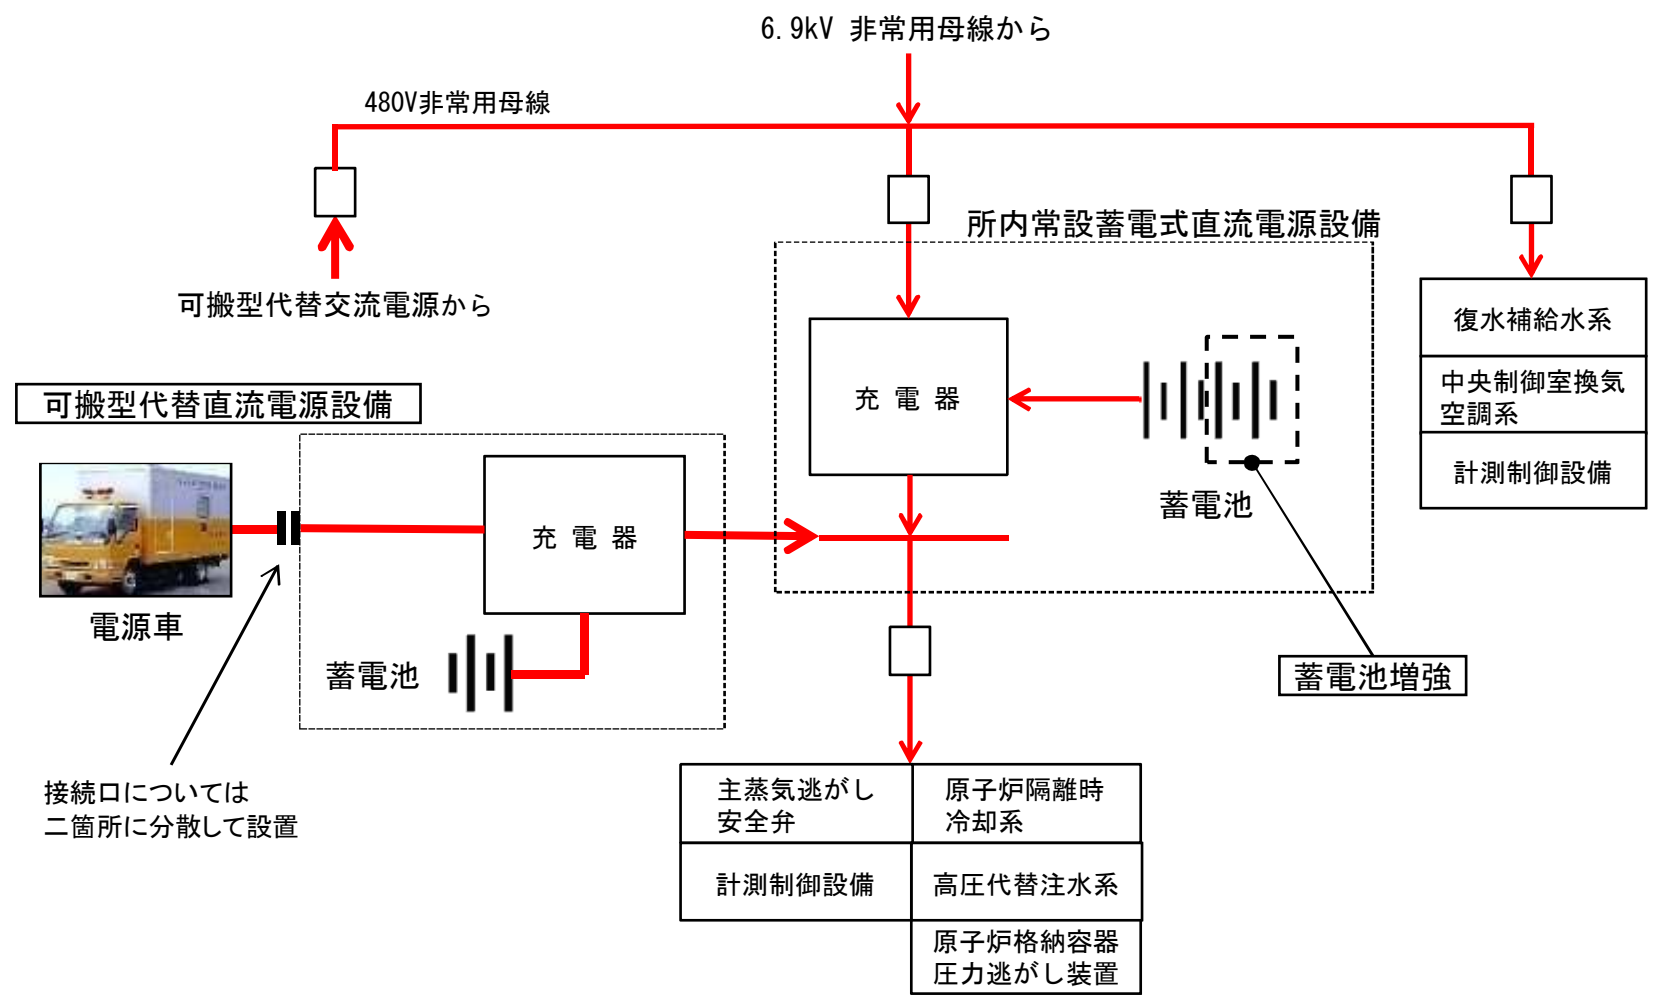 6.9kV 非常用母線から
480V非常用母線
所内常設蓄電式直流電源設備
可搬型代替交流電源から
復水補給水系
中央制御室換気
空調系
計測制御設備
充電器
蓄電池
可搬型代替直流電源設備
充電器
電源車
蓄電池
蓄電池増強
接続口については
二箇所に分散して設置
主蒸気逃がし
安全弁
原子炉隔離時
冷却系
計測制御設備
高圧代替注水系
原子炉格納容器
圧力逃がし装置